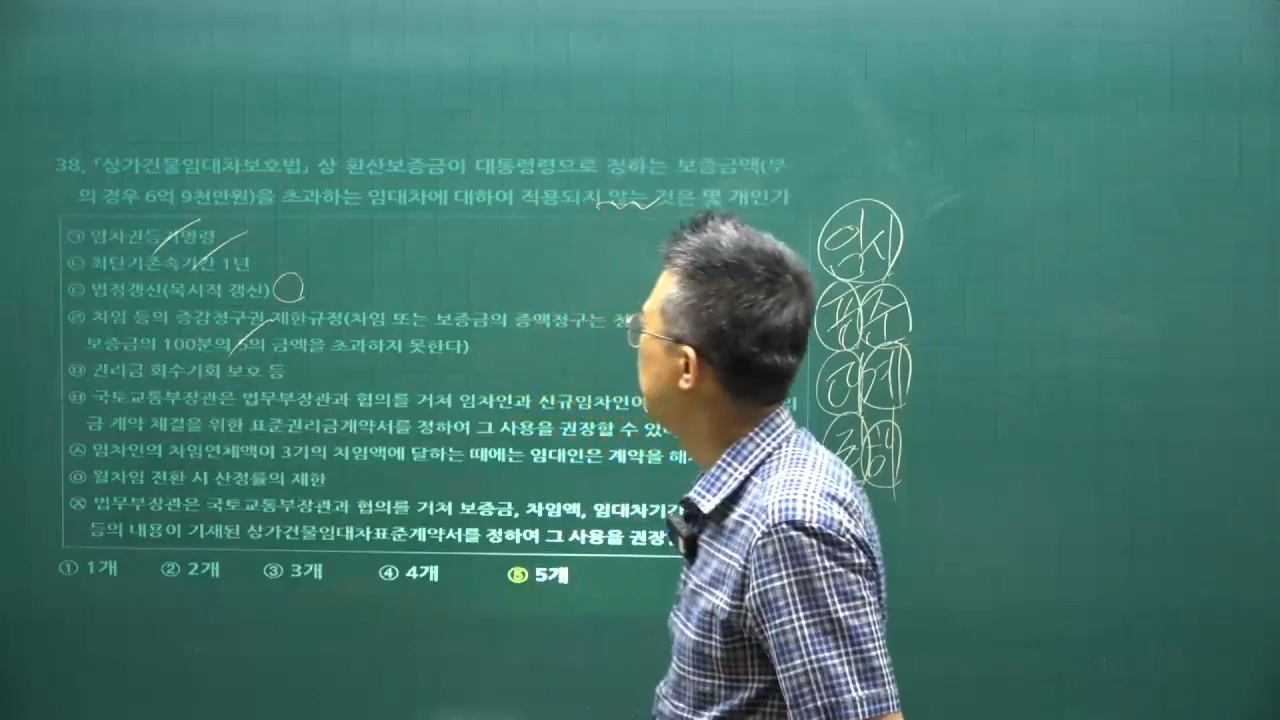 38. 「상가건물임대차보호법」 상 환산보증금이 대통령령으로 정하는 보증금액(부
의 경우 6억 9천만원)을 초과하는 임대차에 대하여 적용되지 않는 것은 몇 개인가
㉠ 임차권등기명령
㉡ 최단기존속기간 1년
㉢ 법정갱신(묵시적 갱신)
㉣ 차임 등의 증감청구권 제한규정(차임 또는 보증금의 증액청구는 청
보증금의 100분의 5의 금액을 초과하지 못한다)
㉤ 권리금 회수기회 보호 등
㉥ 국토교통부장관은 법무부장관과 협의를 거쳐 임차인과 신규임차인이
금 계약 체결을 위한 표준권리금계약서를 정하여 그 사용을 권장할 수 있
㉦ 임차인의 차임연체액이 3기의 차임액에 달하는 때에는 임대인은 계약을 해
㉧ 월차임 전환 시 산정률의 제한
㉨ 법무부장관은 국토교통부장관과 협의를 거쳐 보증금, 차임액, 임대차기간
등의 내용이 기재된 상가건물임대차표준계약서를 정하여 그 사용을 권장
① 1개 ② 2개 ③ 3개 ④ 4개 ⑤ 5개
임시
표준